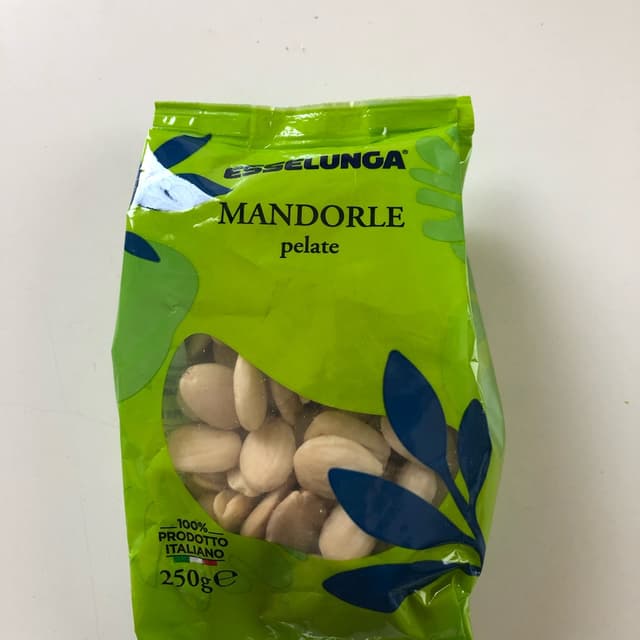 ESSELUNGA®
MANDORLE
pelate
100%
PRODOTTO
ITALIANO
250g℮